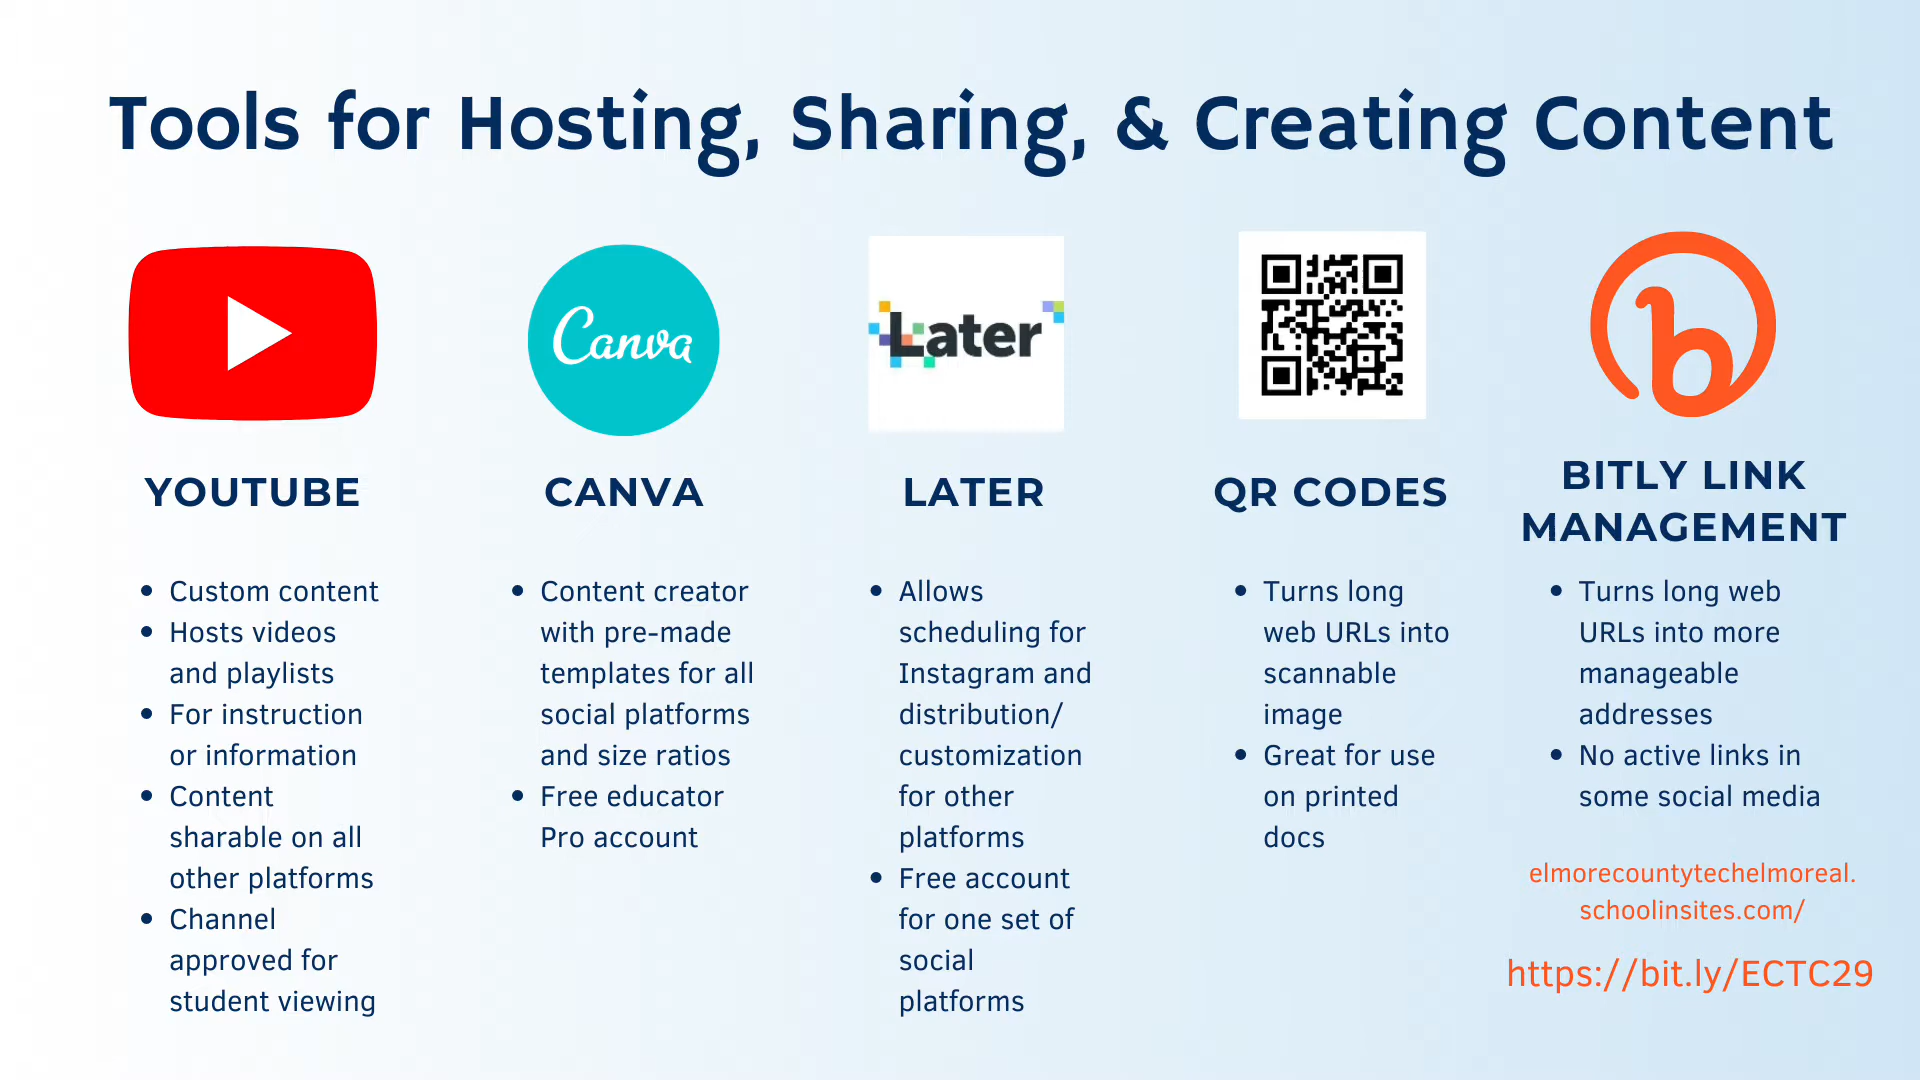 Tools for Hosting, Sharing, & Creating Content
Canva
Later
YOUTUBE
• Custom content
• Hosts videos
and playlists
• For instruction
or information
• Content
sharable on all
other platforms
• Channel
approved for
student viewing
CANVA
• Content creator
with pre-made
templates for all
social platforms
and size ratios
• Free educator
Pro account
LATER
• Allows
scheduling for
Instagram and
distribution/
customization
for other
platforms
• Free account
for one set of
social
platforms
QR CODES
• Turns long
web URLs into
scannable
image
• Great for use
on printed
docs
BITLY LINK
MANAGEMENT
• Turns long web
URLs into more
manageable
addresses
• No active links in
some social media
elmorecountytechelmoreal.
schoolinsites.com/
https://bit.ly/ECTC29